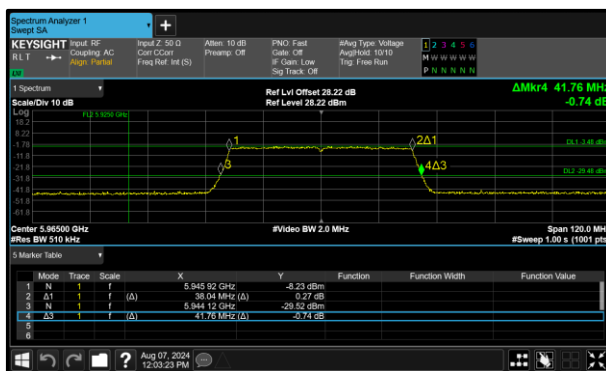 Spectrum Analyzer 1
Swept SA
+
KEYSIGHT Input: RF Input Z: 50 Ω Atten: 10 dB PNO: Fast #Avg Type: Voltage 1 2 3 4 5 6
RLT Coupling: AC Corr CCorr Preamp: Off Gate: Off Avg|Hold: 10/10 M W W W W W
Align: Partial Freq Ref: Int (S) IF Gain: Low Trig: Free Run P N N N N N
Sig Track: Off
1 Spectrum Ref Lvl Offset 28.22 dB ΔMkr4 41.76 MHz
Scale/Div 10 dB Ref Level 28.22 dBm -0.74 dB
Log FL2 5.9250 GHz
18.2
8.22
-1.78 1 2Δ1 DL1 -3.48 dB
-11.8
-21.8 3 4Δ3 DL2 -29.48 dB
-31.8
-41.8
-51.8
-61.8
Center 5.96500 GHz #Video BW 2.0 MHz Span 120.0 MH
#Res BW 510 kHz #Sweep 1.00 s (1001 pts
5 Marker Table
Mode Trace Scale X Y Function Function Width Function Value
1 N 1 f 5.945 92 GHz -8.23 dBm
2 Δ1 1 f (Δ) 38.04 MHz (Δ) 0.27 dB
3 N 1 f 5.944 12 GHz -29.52 dBm
4 Δ3 1 f (Δ) 41.76 MHz (Δ) -0.74 dB
5
6
? Aug 07, 2024
12:03:23 PM